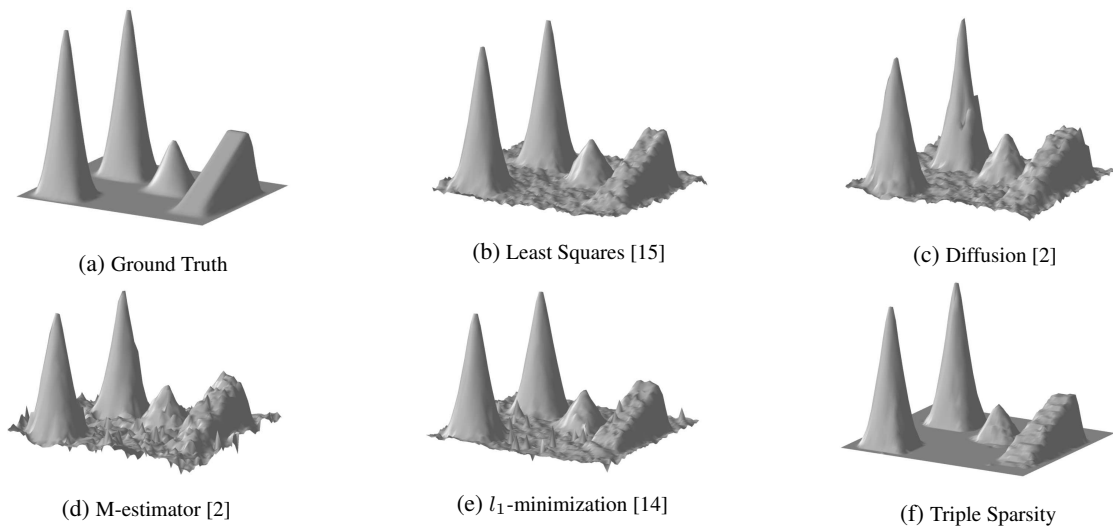 (a) Ground Truth
(b) Least Squares [15]
(c) Diffusion [2]
(d) M-estimator [2]
(e) l₁-minimization [14]
(f) Triple Sparsity